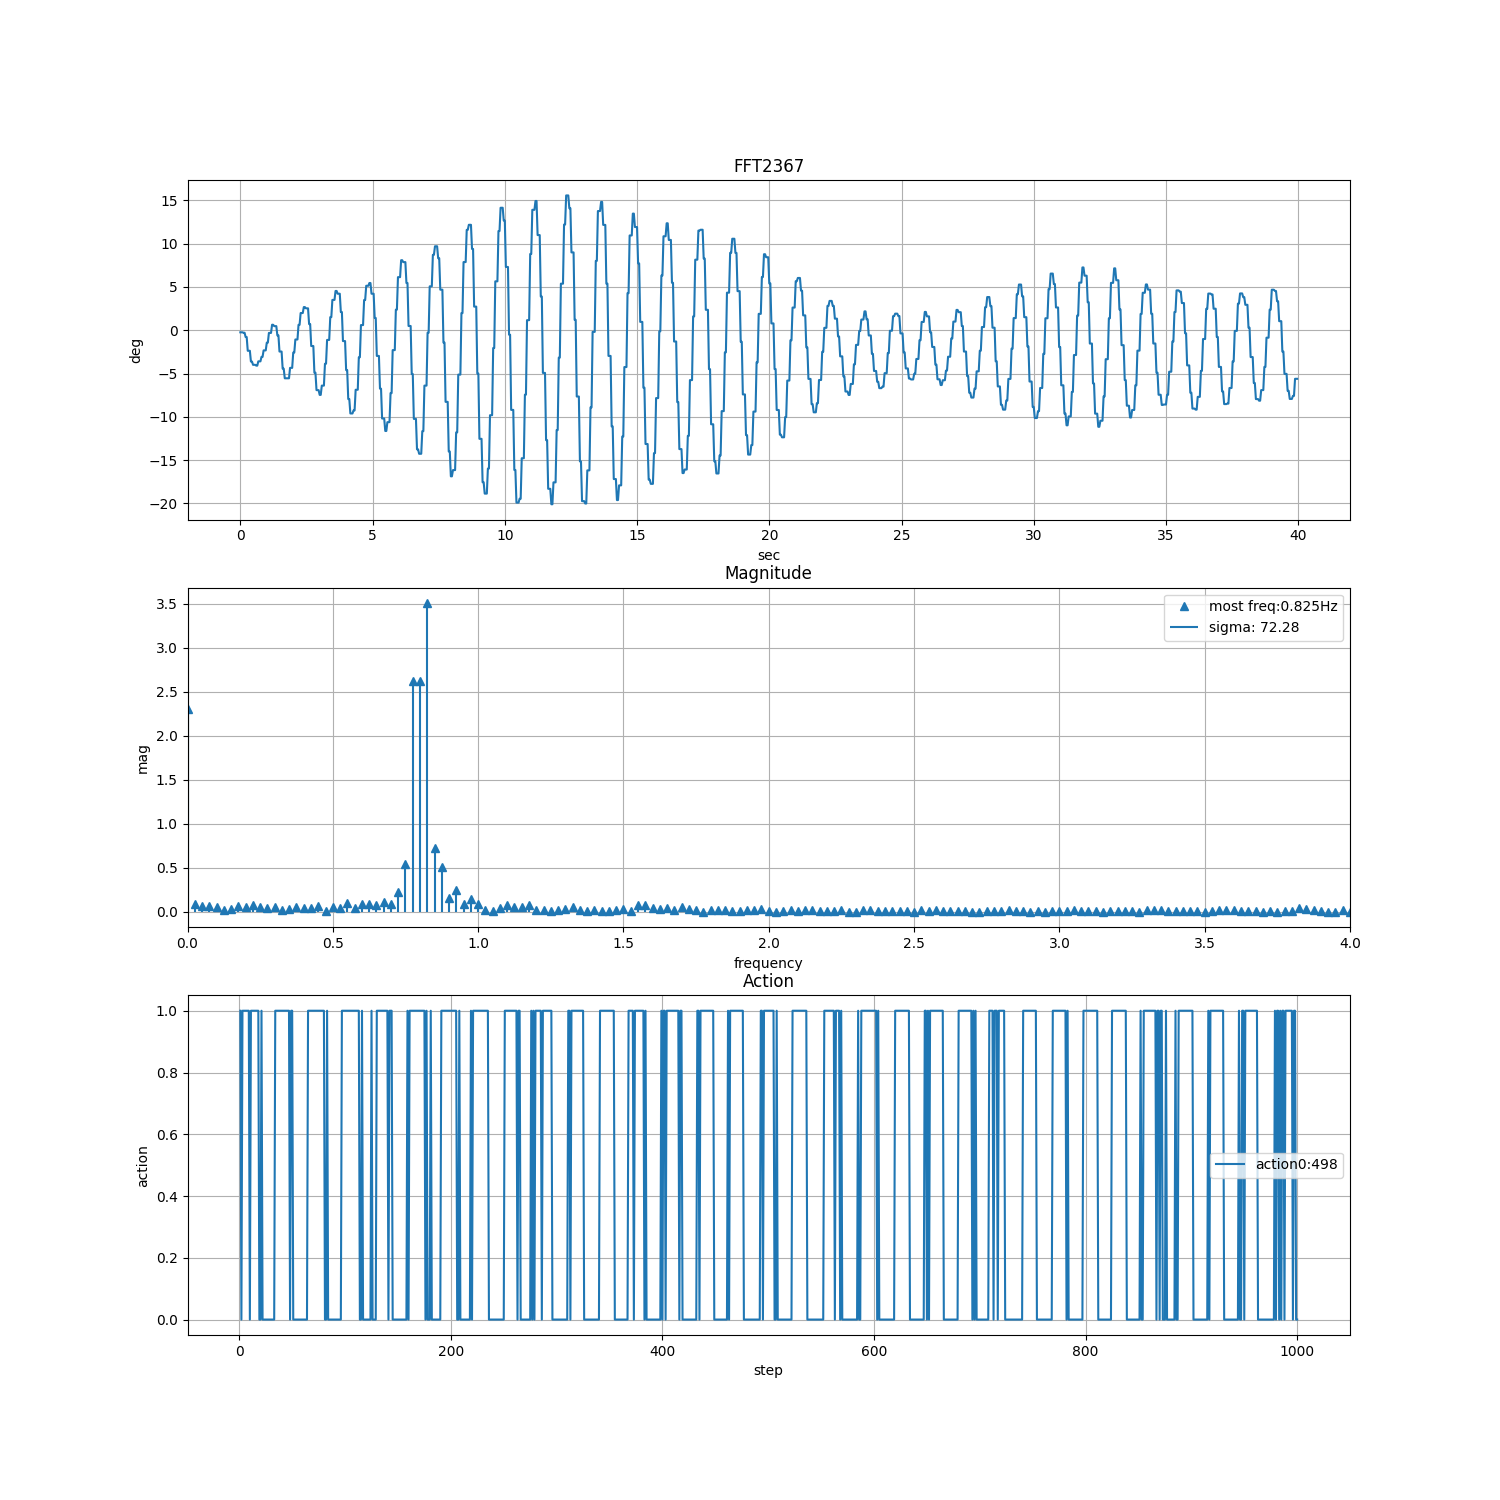 FFT2367
15
10
5
0
−5
−10
−15
−20
deg
0 5 10 15 20 25 30 35 40
sec
Magnitude
3.5
3.0
2.5
2.0
1.5
1.0
0.5
0.0
mag
most freq:0.825Hz
sigma: 72.28
0.0 0.5 1.0 1.5 2.0 2.5 3.0 3.5 4.0
frequency
Action
1.0
0.8
0.6
0.4
0.2
0.0
action
action0:498
0 200 400 600 800 1000
step